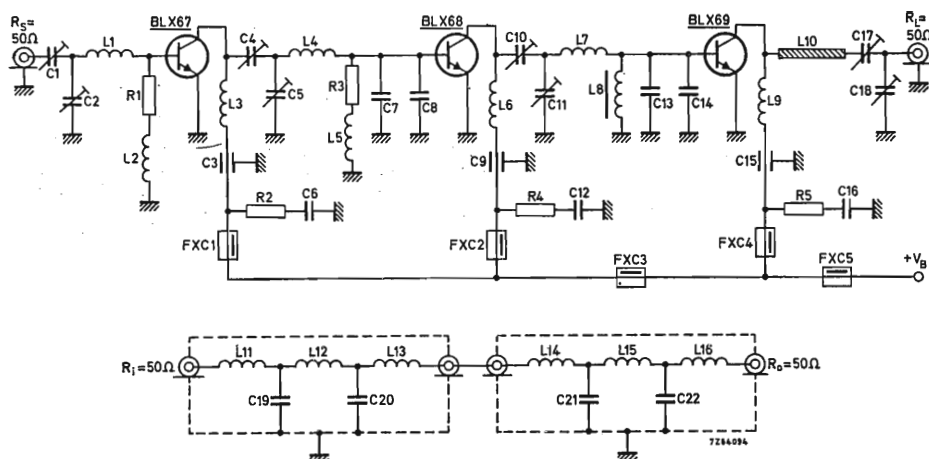 RS=
50Ω
C1
C2
L1
R1
L2
BLX67
L3
C3
R2
C6
FXC1
C4
C5
L4
R3
L5
C7
C8
BLX68
L6
C9
R4
C12
FXC2
C10
C11
L7
L8
C13
C14
BLX69
L9
C15
R5
C16
FXC4
FXC3
FXC5
+VB
L10
C17
C18
RL=
50Ω
Ri=50Ω
L11
L12
L13
C19
C20
L14
L15
L16
C21
C22
Ro=50Ω
7Z64094